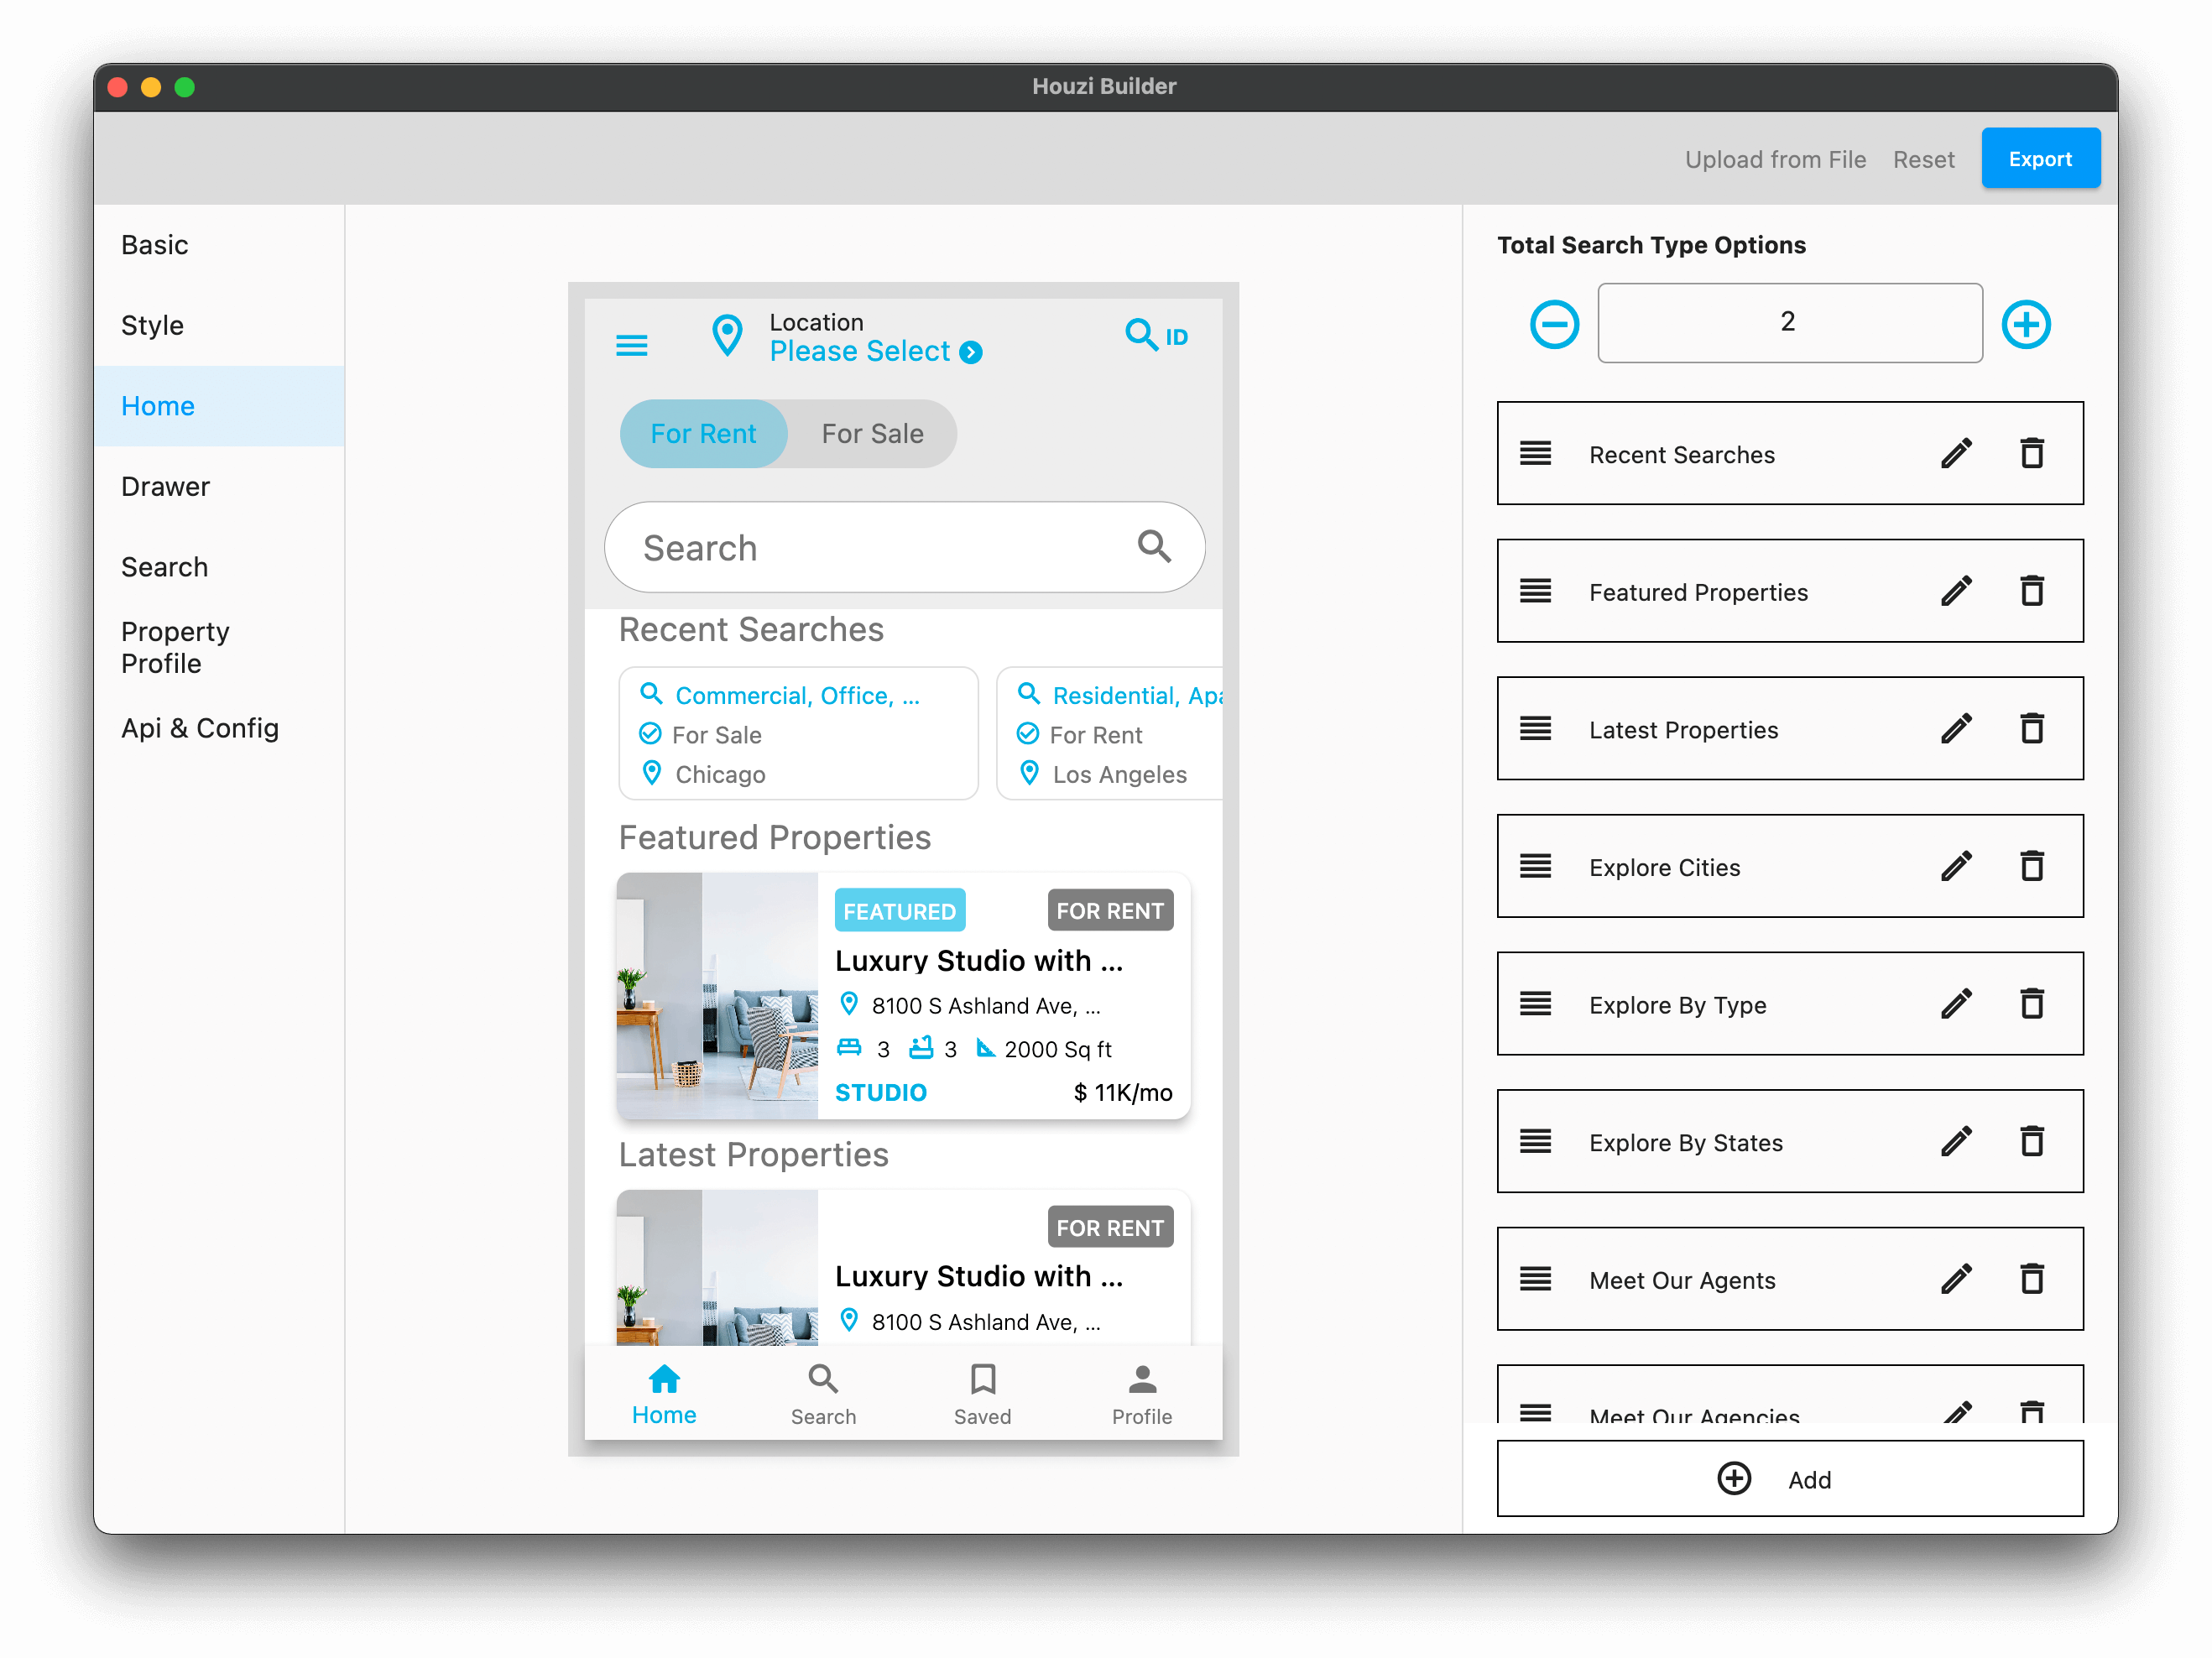 Houzi Builder
Upload from File
Reset
Export
Basic
Style
Home
Drawer
Search
Property
Profile
Api & Config
Location
Please Select
ID
For Rent
For Sale
Search
Recent Searches
Commercial, Office, ...
For Sale
Chicago
Residential, Apa
For Rent
Los Angeles
Featured Properties
FEATURED
FOR RENT
Luxury Studio with ...
8100 S Ashland Ave, ...
3
3
2000 Sq ft
STUDIO
$ 11K/mo
Latest Properties
FOR RENT
Luxury Studio with ...
8100 S Ashland Ave, ...
Home
Search
Saved
Profile
Total Search Type Options
2
Recent Searches
Featured Properties
Latest Properties
Explore Cities
Explore By Type
Explore By States
Meet Our Agents
Meet Our Agencies
Add